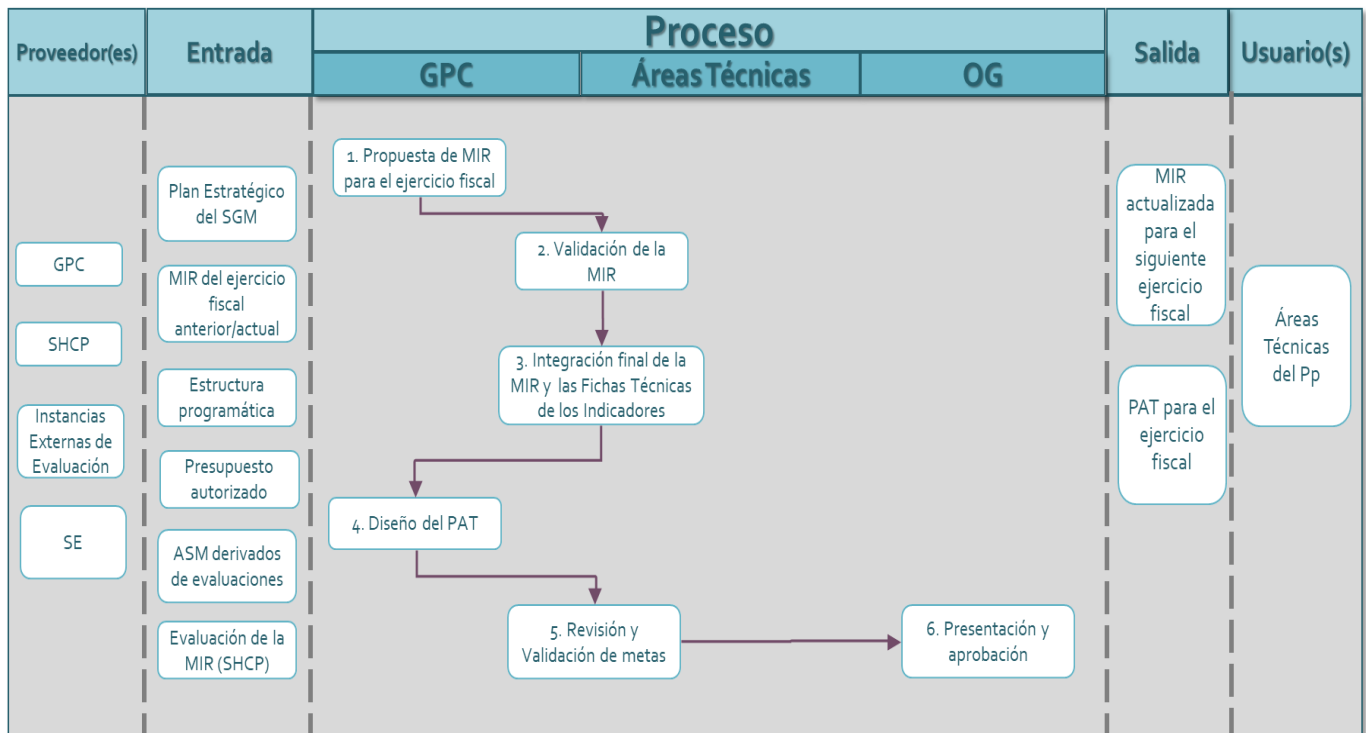 Proveedor(es)
Entrada
Proceso
GPC
Áreas Técnicas
OG
Salida
Usuario(s)
GPC
SHCP
Instancias
Externas de
Evaluación
SE
Plan Estratégico
del SGM
MIR del ejercicio
fiscal
anterior/actual
Estructura
programática
Presupuesto
autorizado
ASM derivados
de evaluaciones
Evaluación de la
MIR (SHCP)
1. Propuesta de MIR
para el ejercicio fiscal
2. Validación de la
MIR
3. Integración final de la
MIR y las Fichas Técnicas
de los Indicadores
4. Diseño del PAT
5. Revisión y
Validación de metas
6. Presentación y
aprobación
MIR
actualizada
para el
siguiente
ejercicio
fiscal
PAT para el
ejercicio
fiscal
Áreas
Técnicas
del Pp